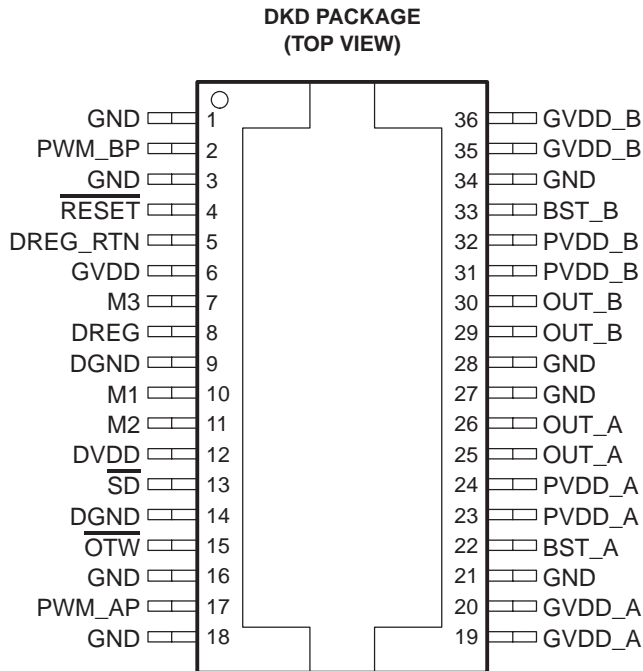 DKD PACKAGE
(TOP VIEW)
GND 1 36 GVDD_B
PWM_BP 2 35 GVDD_B
GND 3 34 GND
RESET 4 33 BST_B
DREG_RTN 5 32 PVDD_B
GVDD 6 31 PVDD_B
M3 7 30 OUT_B
DREG 8 29 OUT_B
DGND 9 28 GND
M1 10 27 GND
M2 11 26 OUT_A
DVDD 12 25 OUT_A
SD 13 24 PVDD_A
DGND 14 23 PVDD_A
OTW 15 22 BST_A
GND 16 21 GND
PWM_AP 17 20 GVDD_A
GND 18 19 GVDD_A